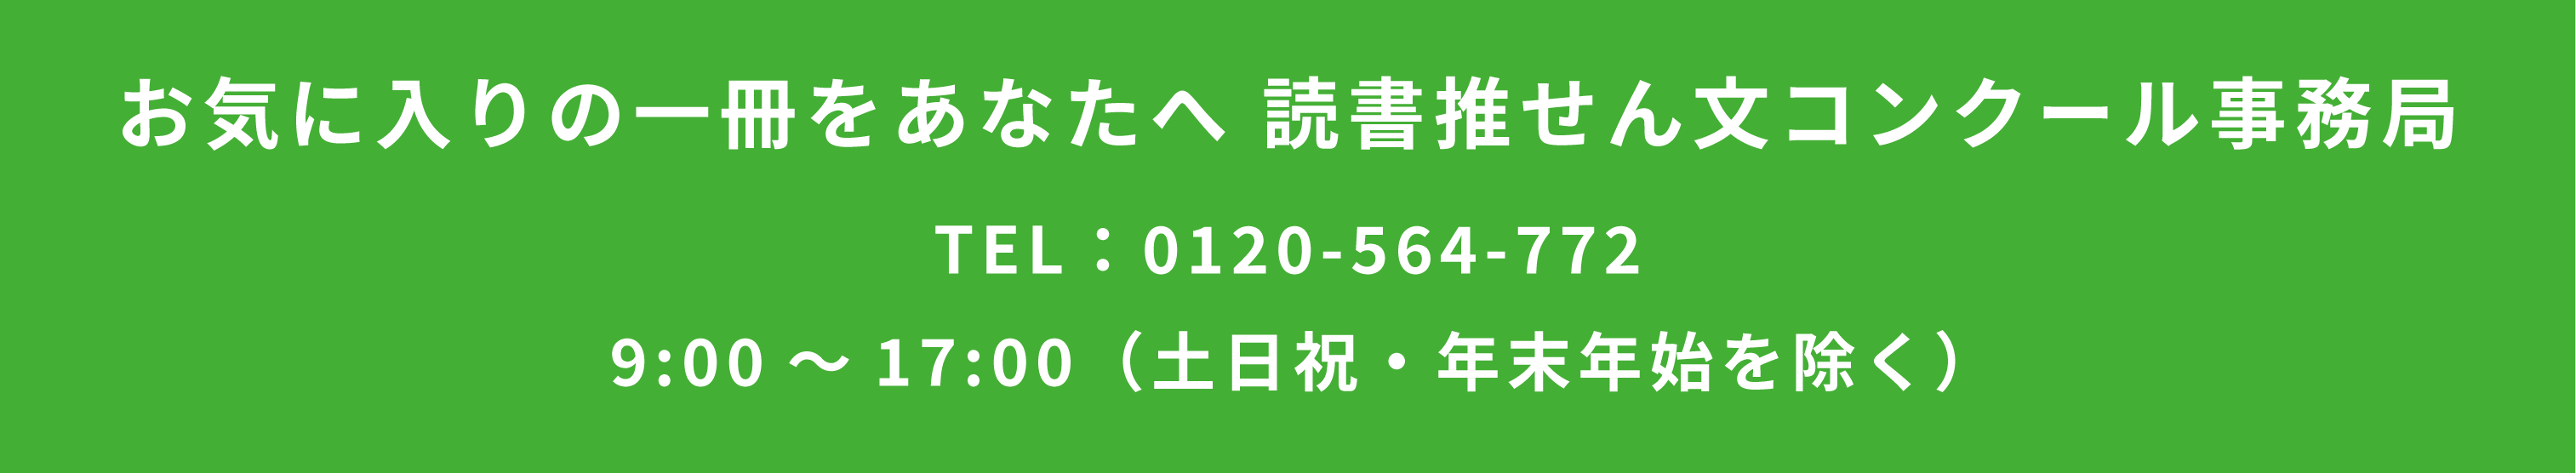 お気に入りの一冊をあなたへ 読書推せん文コンクール事務局
TEL：0120-564-772
9:00 〜 17:00（土日祝・年末年始を除く）